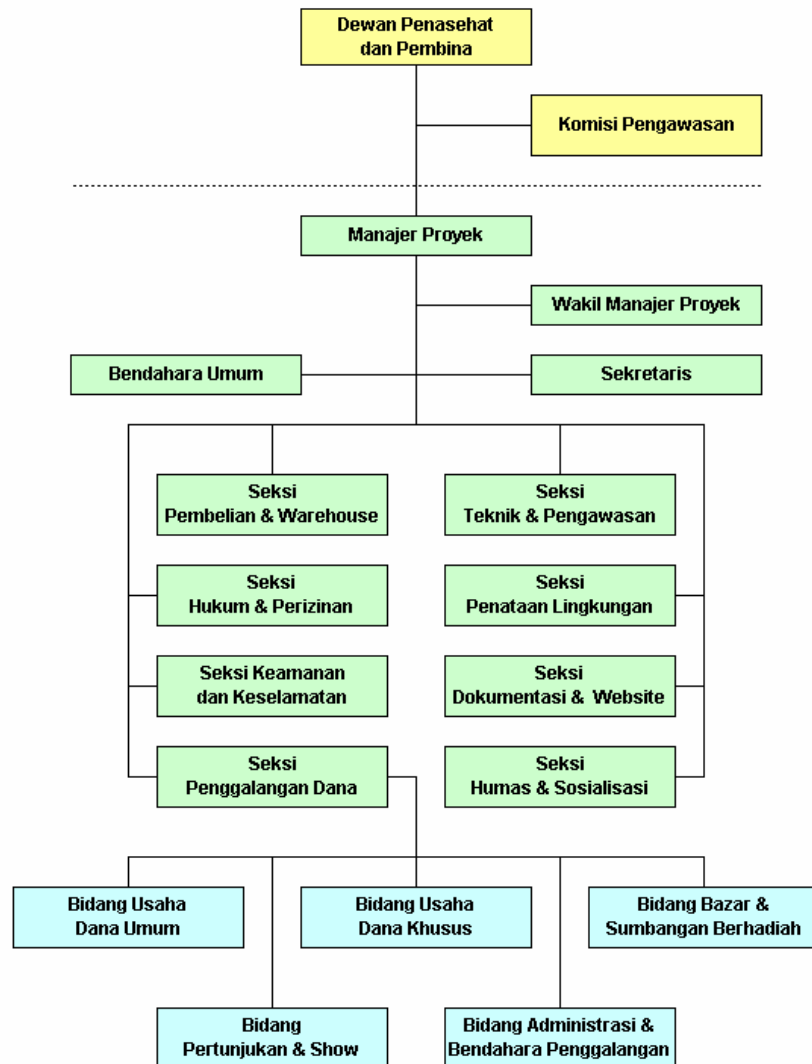 Dewan Penasehat
dan Pembina
Komisi Pengawasan
Manajer Proyek
Wakil Manajer Proyek
Bendahara Umum
Sekretaris
Seksi
Pembelian & Warehouse
Seksi
Teknik & Pengawasan
Seksi
Hukum & Perizinan
Seksi
Penataan Lingkungan
Seksi Keamanan
dan Keselamatan
Seksi
Dokumentasi & Website
Seksi
Penggalangan Dana
Seksi
Humas & Sosialisasi
Bidang Usaha
Dana Umum
Bidang Usaha
Dana Khusus
Bidang Bazar &
Sumbangan Berhadiah
Bidang
Pertunjukan & Show
Bidang Administrasi &
Bendahara Penggalangan